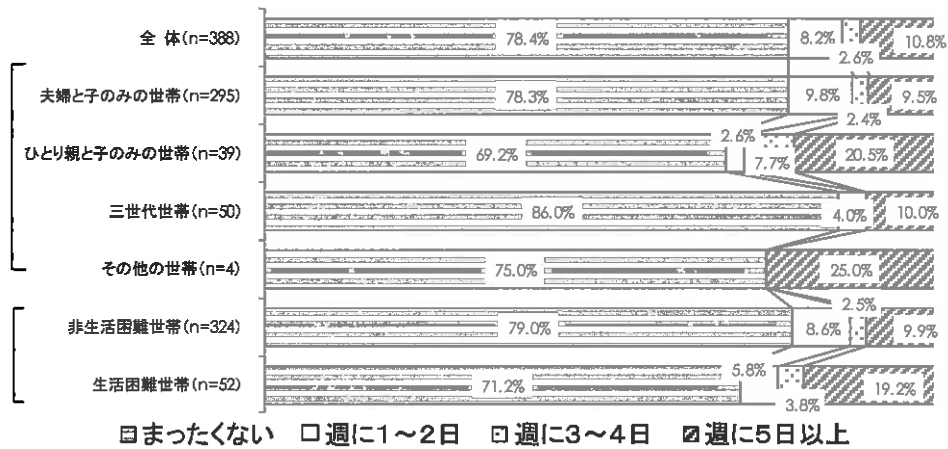 全 体(n=388) 78.4% 8.2% 2.6% 10.8%
夫婦と子のみの世帯(n=295) 78.3% 9.8% 2.4% 9.5%
ひとり親と子のみの世帯(n=39) 69.2% 2.6% 7.7% 20.5%
三世代世帯(n=50) 86.0% 4.0% 10.0%
その他の世帯(n=4) 75.0% 25.0%
非生活困難世帯(n=324) 79.0% 8.6% 2.5% 9.9%
生活困難世帯(n=52) 71.2% 5.8% 3.8% 19.2%
まったくない 週に1～2日 週に3～4日 週に5日以上